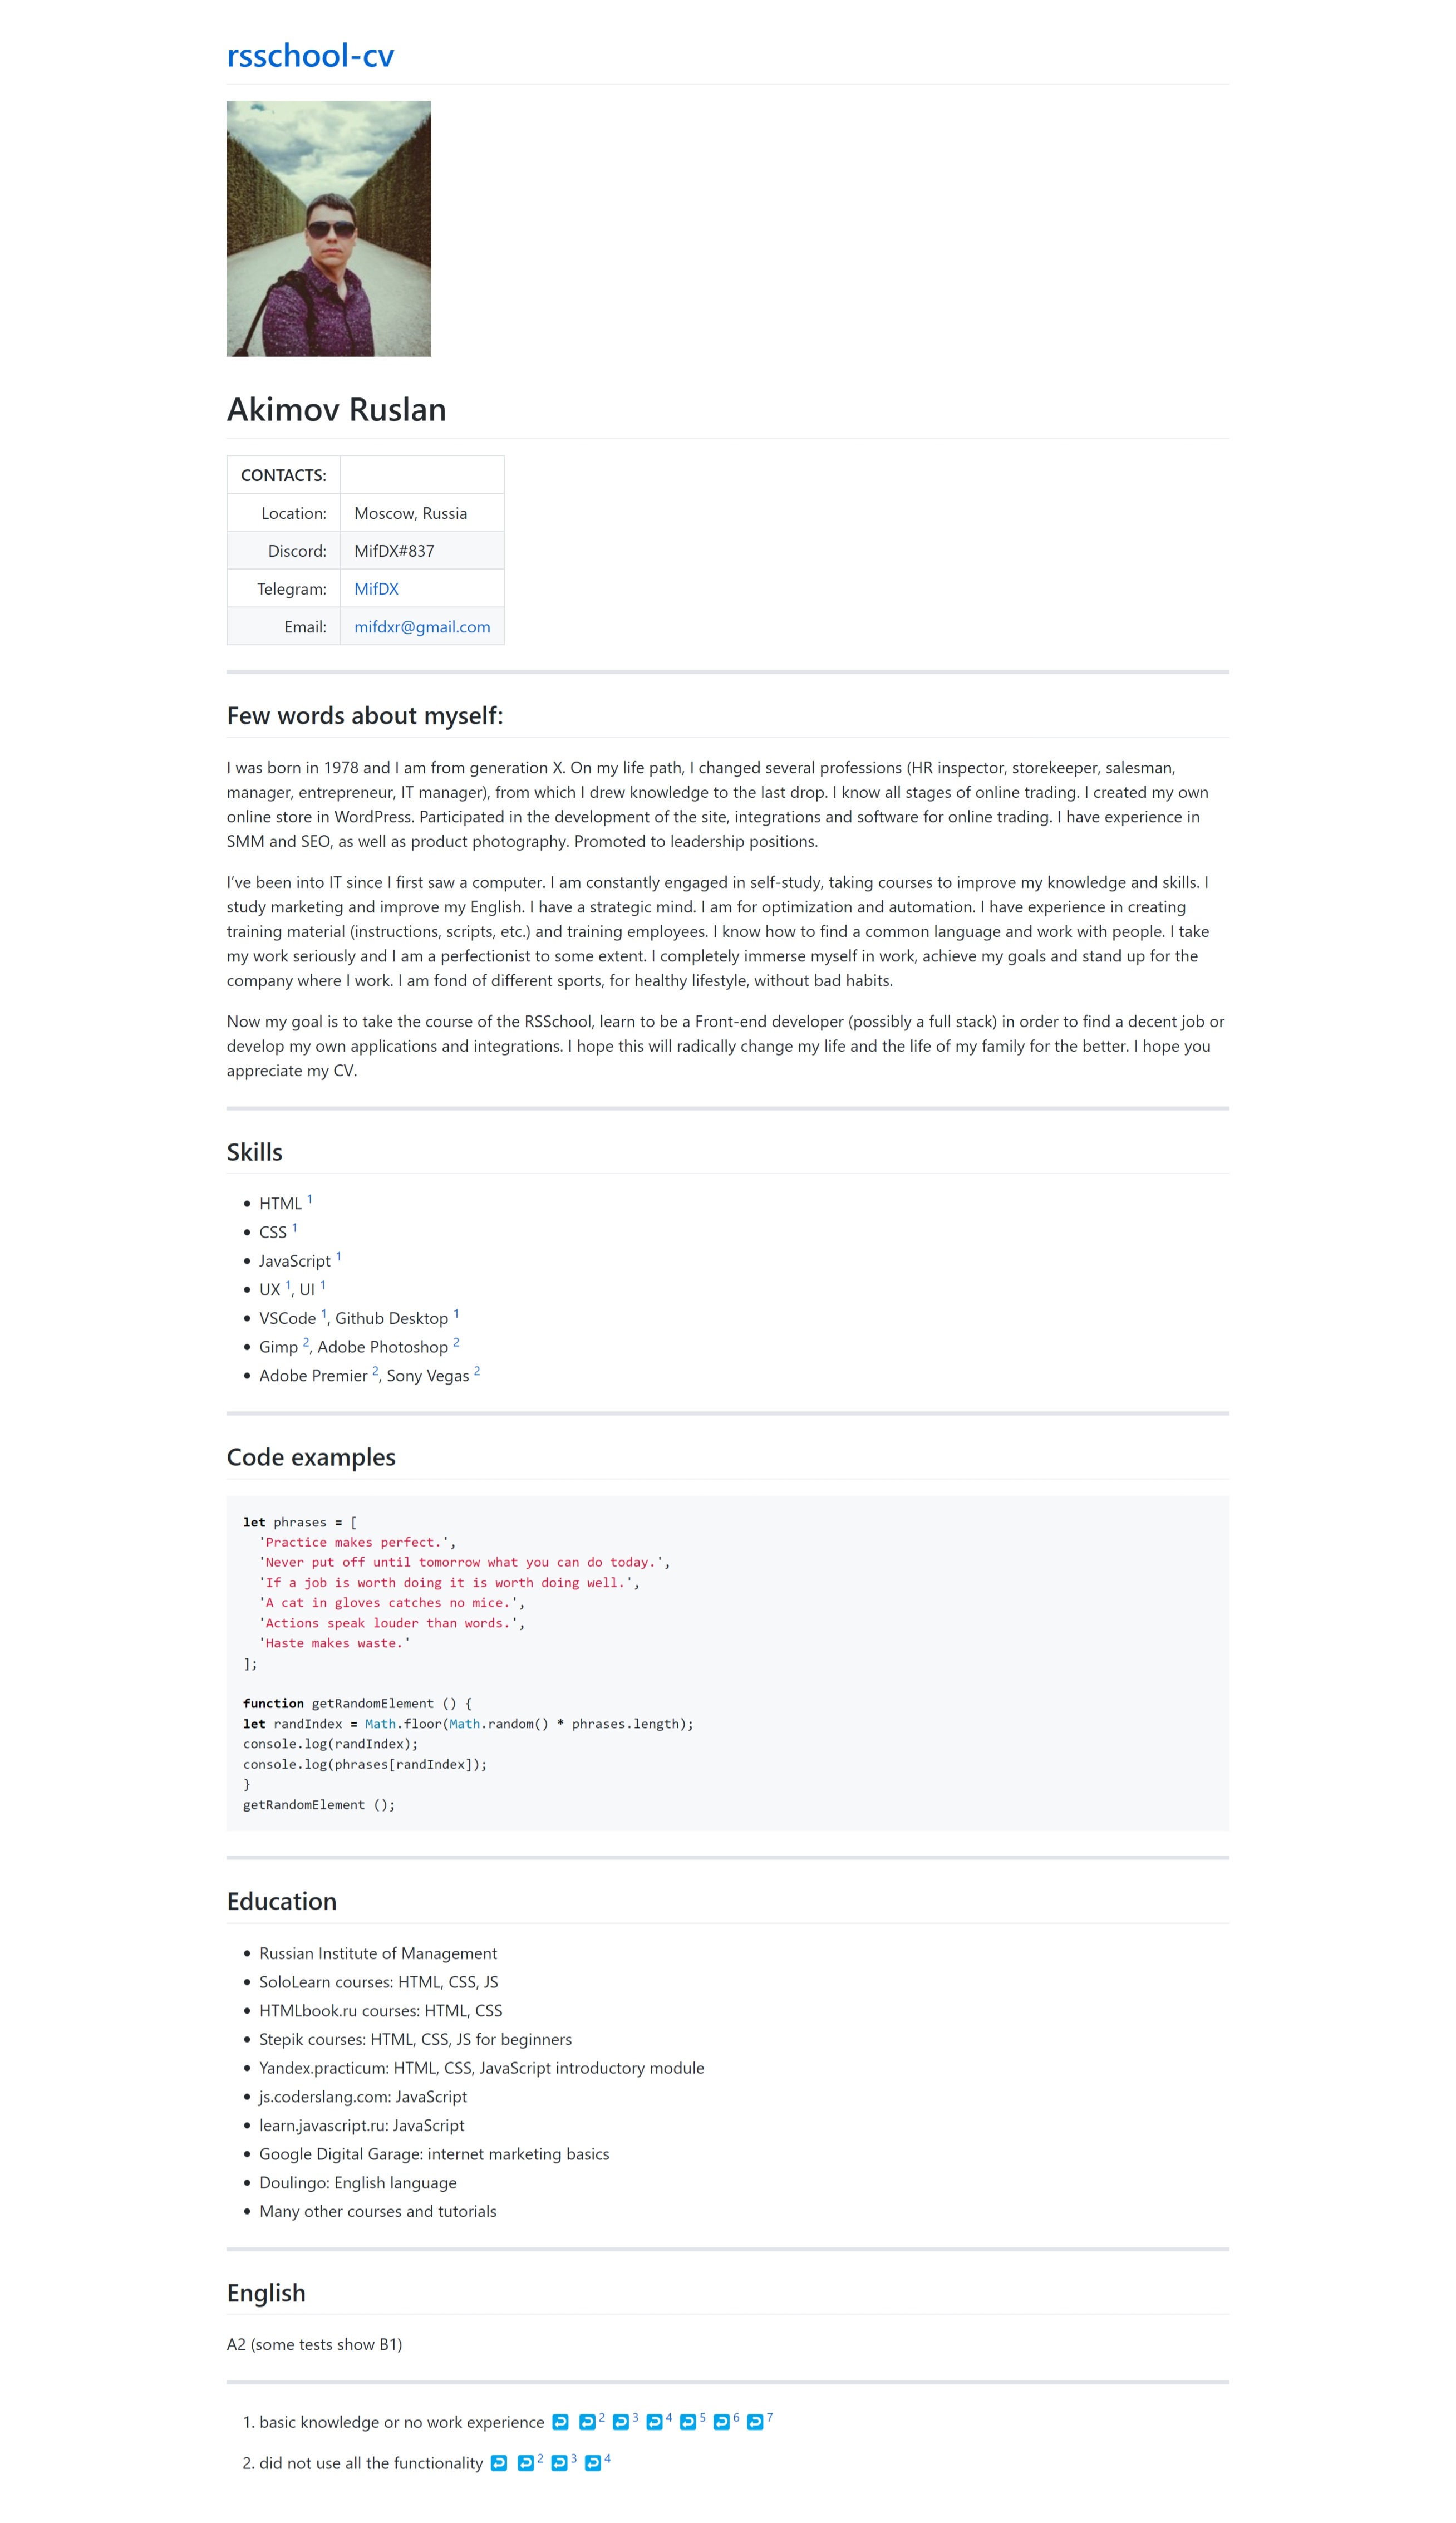 rsschool-cv
Akimov Ruslan
CONTACTS:
Location: Moscow, Russia
Discord: MifDX#837
Telegram: MifDX
Email: mifdxr@gmail.com
Few words about myself:
I was born in 1978 and I am from generation X. On my life path, I changed several professions (HR inspector, storekeeper, salesman,
manager, entrepreneur, IT manager), from which I drew knowledge to the last drop. I know all stages of online trading. I created my own
online store in WordPress. Participated in the development of the site, integrations and software for online trading. I have experience in
SMM and SEO, as well as product photography. Promoted to leadership positions.
I’ve been into IT since I first saw a computer. I am constantly engaged in self-study, taking courses to improve my knowledge and skills. I
study marketing and improve my English. I have a strategic mind. I am for optimization and automation. I have experience in creating
training material (instructions, scripts, etc.) and training employees. I know how to find a common language and work with people. I take
my work seriously and I am a perfectionist to some extent. I completely immerse myself in work, achieve my goals and stand up for the
company where I work. I am fond of different sports, for healthy lifestyle, without bad habits.
Now my goal is to take the course of the RSSchool, learn to be a Front-end developer (possibly a full stack) in order to find a decent job or
develop my own applications and integrations. I hope this will radically change my life and the life of my family for the better. I hope you
appreciate my CV.
Skills
• HTML 1
• CSS 1
• JavaScript 1
• UX 1, UI 1
• VSCode 1, Github Desktop 1
• Gimp 2, Adobe Photoshop 2
• Adobe Premier 2, Sony Vegas 2
Code examples
let phrases = [
  'Practice makes perfect.',
  'Never put off until tomorrow what you can do today.',
  'If a job is worth doing it is worth doing well.',
  'A cat in gloves catches no mice.',
  'Actions speak louder than words.',
  'Haste makes waste.'
];
function getRandomElement () {
let randIndex = Math.floor(Math.random() * phrases.length);
console.log(randIndex);
console.log(phrases[randIndex]);
}
getRandomElement ();
Education
• Russian Institute of Management
• SoloLearn courses: HTML, CSS, JS
• HTMLbook.ru courses: HTML, CSS
• Stepik courses: HTML, CSS, JS for beginners
• Yandex.practicum: HTML, CSS, JavaScript introductory module
• js.coderslang.com: JavaScript
• learn.javascript.ru: JavaScript
• Google Digital Garage: internet marketing basics
• Doulingo: English language
• Many other courses and tutorials
English
A2 (some tests show B1)
1. basic knowledge or no work experience ↩ ↩2 ↩3 ↩4 ↩5 ↩6 ↩7
2. did not use all the functionality ↩ ↩2 ↩3 ↩4